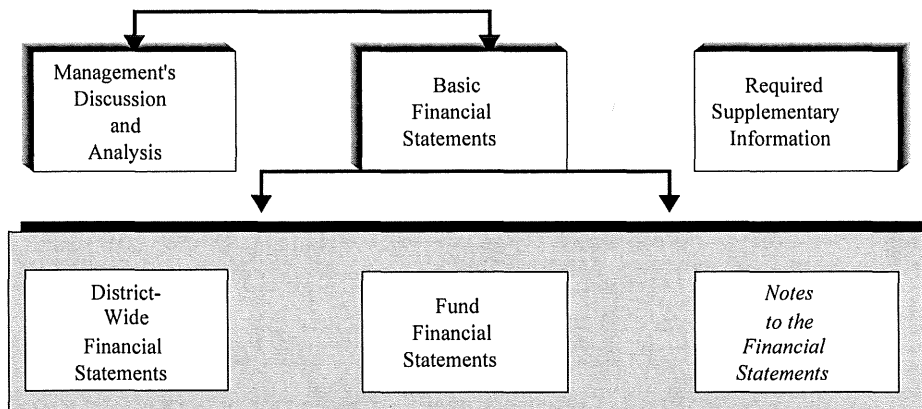 Management's
Discussion
and
Analysis
Basic
Financial
Statements
Required
Supplementary
Information
District-
Wide
Financial
Statements
Fund
Financial
Statements
Notes
to the
Financial
Statements